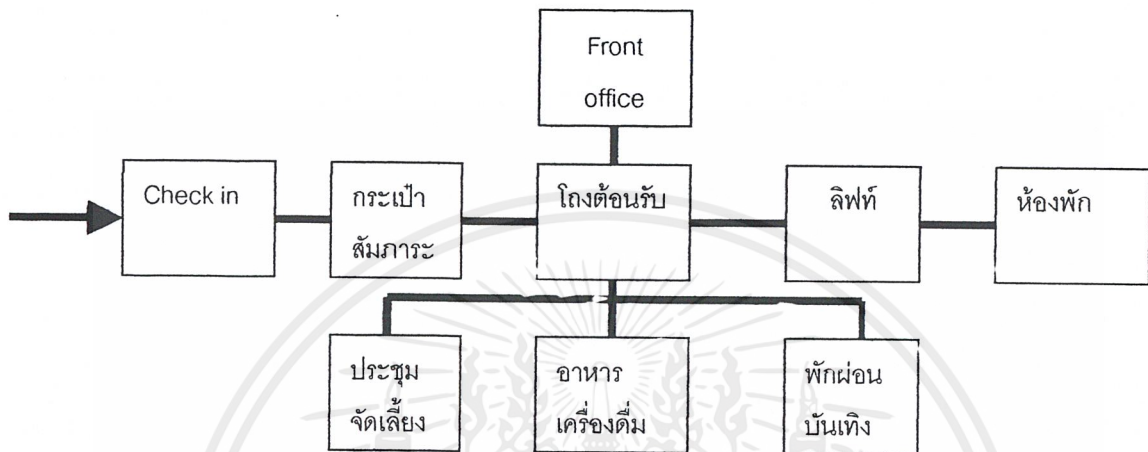 Front
office
Check in
กระเป๋า
สัมภาระ
โถงต้อนรับ
ลิฟท์
ห้องพัก
ประชุม
จัดเลี้ยง
อาหาร
เครื่องดื่ม
พักผ่อน
บันเทิง